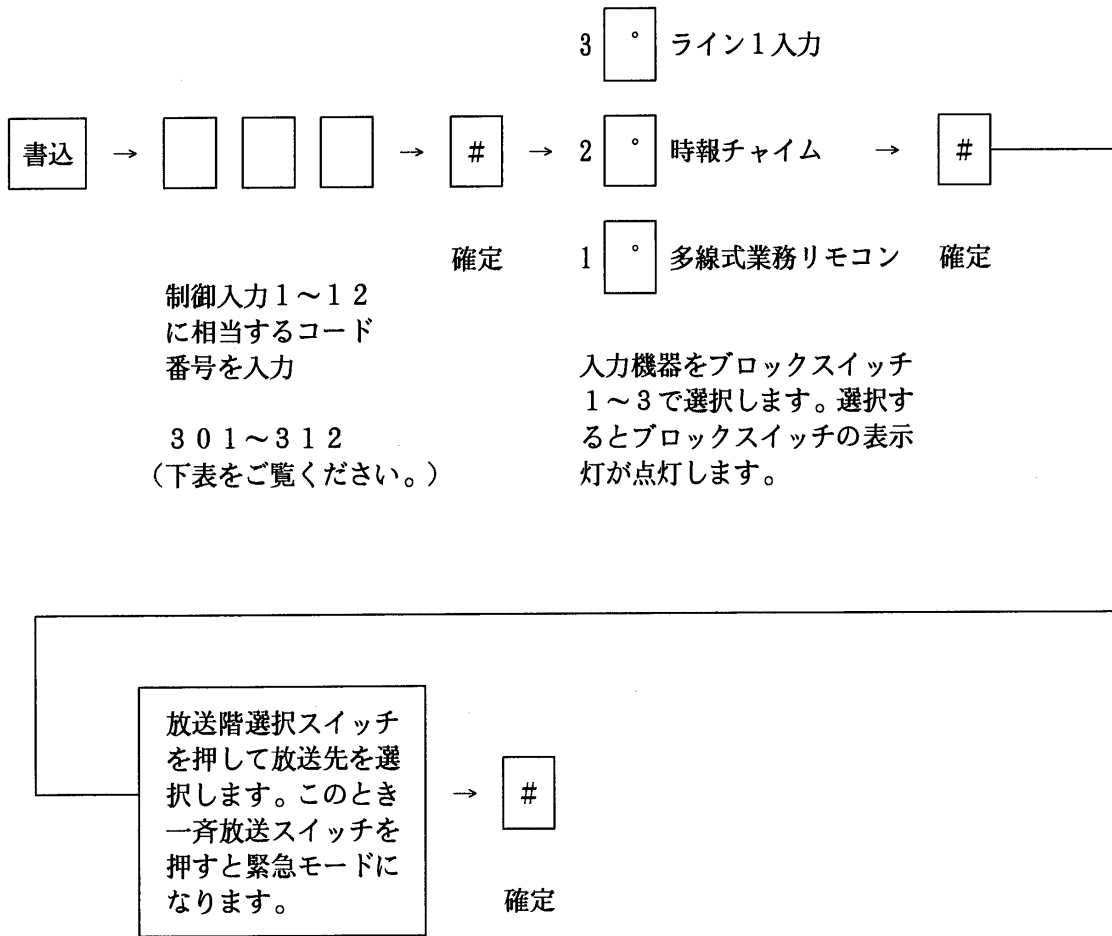 3 ° ライン1入力
書込 → → # → 2 ° 時報チャイム → #
確定 1 ° 多線式業務リモコン 確定
制御入力1～12
に相当するコード
番号を入力
301～312
（下表をご覧ください。）
入力機器をブロックスイッチ
1～3で選択します。選択す
るとブロックスイッチの表示
灯が点灯します。
放送階選択スイッチ
を押して放送先を選
択します。このとき
一斉放送スイッチを
押すと緊急モードに
なります。
→ #
確定